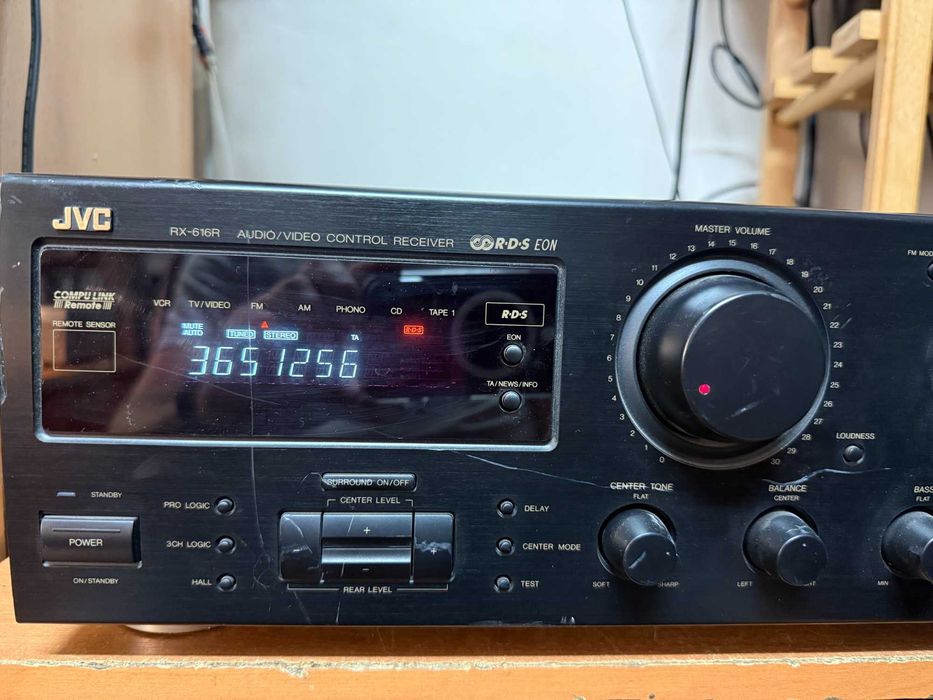 JVC
RX-616R AUDIO/VIDEO CONTROL RECEIVER R·D·S EON
MASTER VOLUME
FM MOD
COMPU LINK
Remote
REMOTE SENSOR
VCR TV/VIDEO FM AM PHONO CD TAPE 1
R·D·S
MUTE
AUTO
TUNED STEREO TA R·D·S
3651256
EON
TA/NEWS/INFO
0 1 2 3 4 5 6 7 8 9 10 11 12 13 14 15 16 17 18 19 20 21 22 23 24 25 26 27 28 29 30
LOUDNESS
STANDBY
POWER
ON/STANDBY
SURROUND ON/OFF
CENTER LEVEL
+
-
+
REAR LEVEL
PRO LOGIC
3CH LOGIC
HALL
DELAY
CENTER MODE
TEST
CENTER TONE
FLAT
SOFT SHARP
BALANCE
CENTER
LEFT
BASS
FLAT
MIN